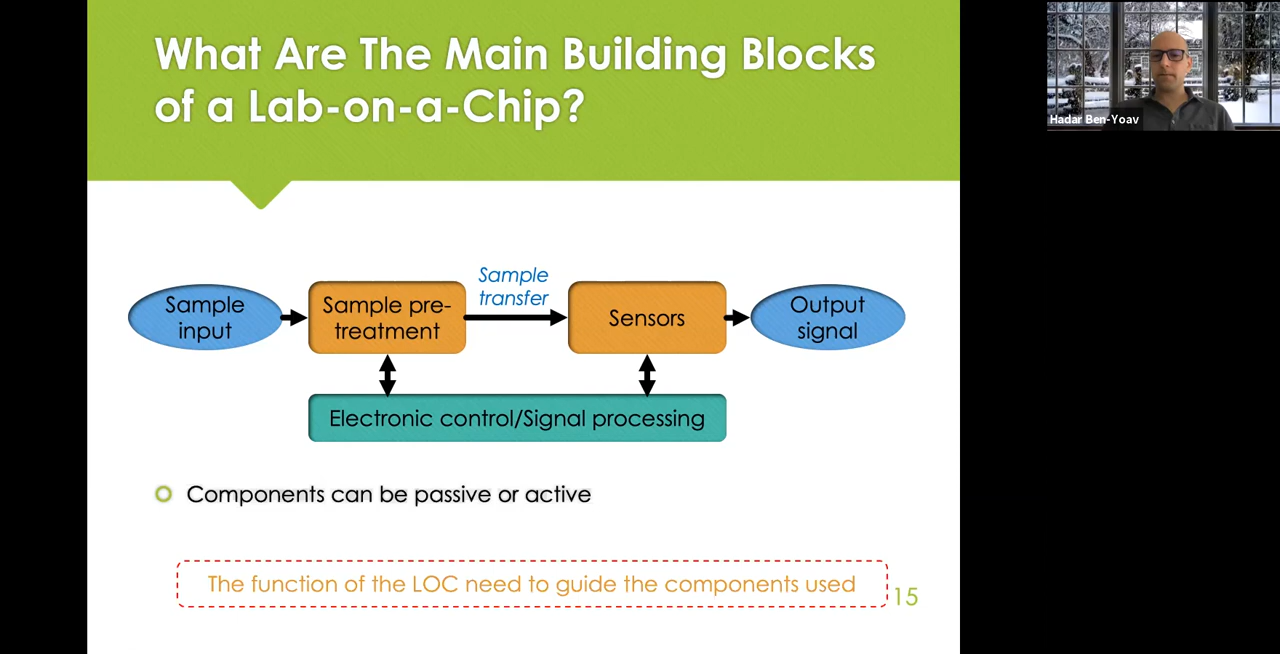 What Are The Main Building Blocks
of a Lab-on-a-Chip?
Hadar Ben-Yoav
Sample
input
Sample pre-
treatment
Sample
transfer
Sensors
Output
signal
Electronic control/Signal processing
Components can be passive or active
The function of the LOC need to guide the components used
15